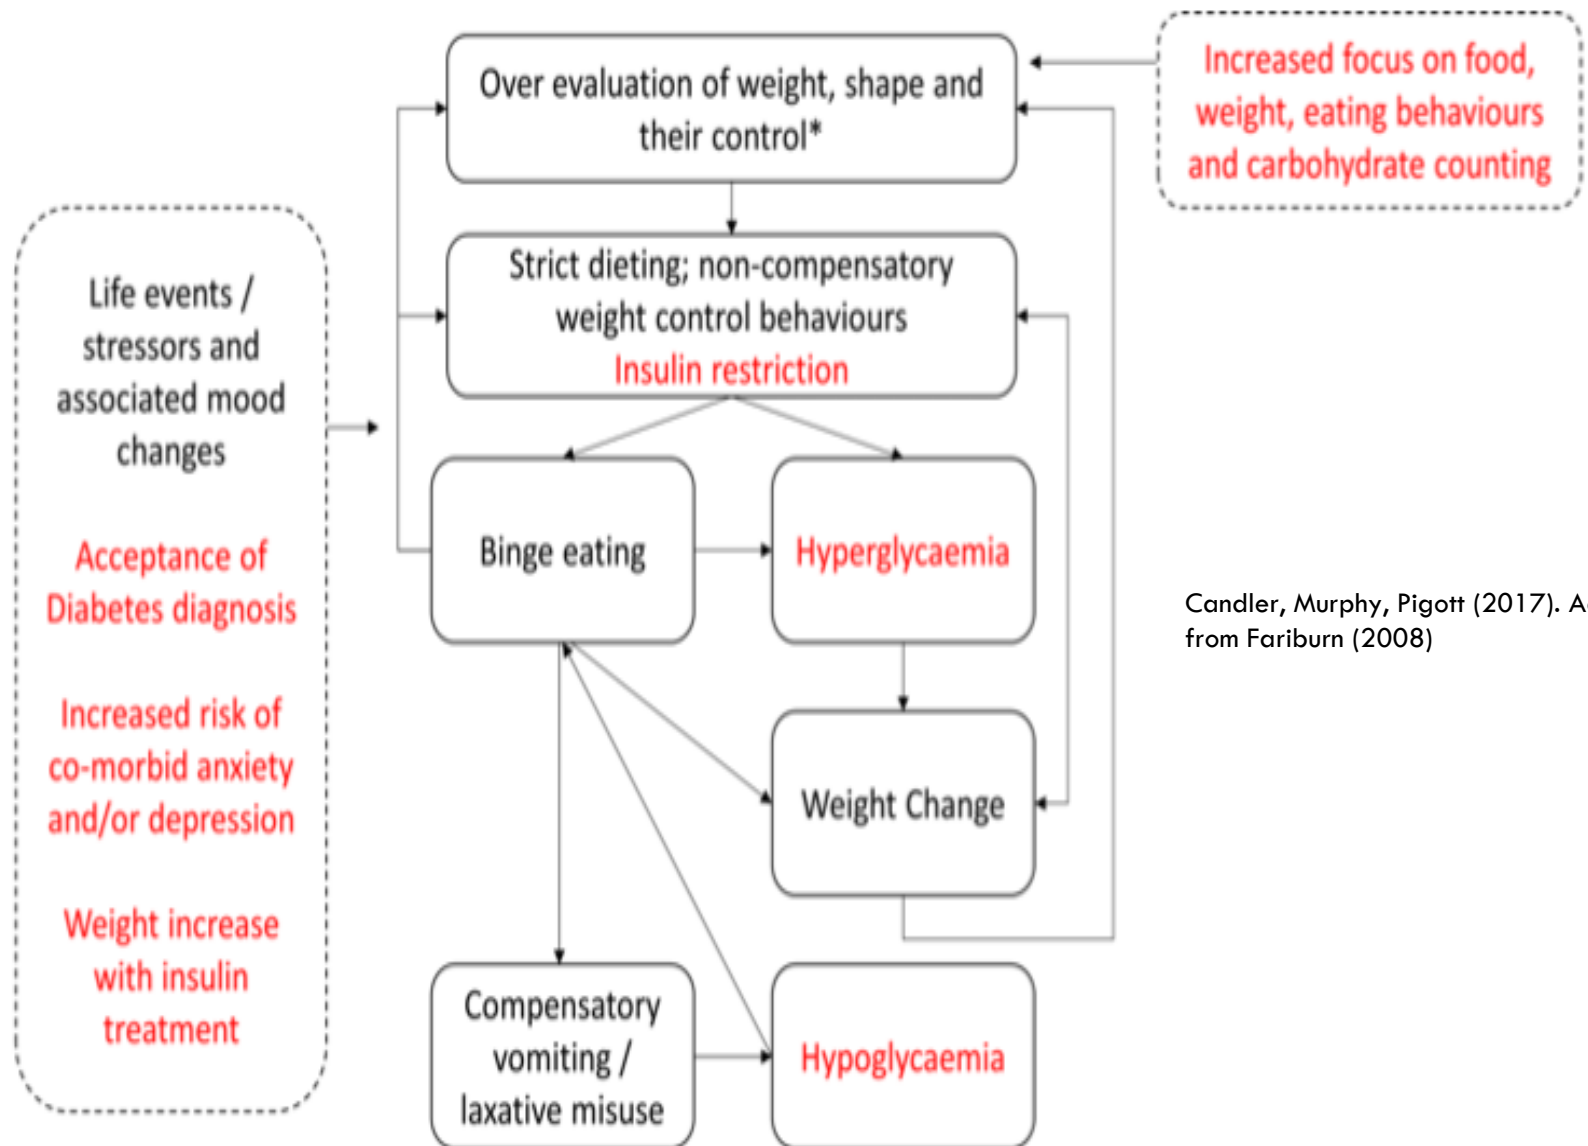 Over evaluation of weight, shape and
their control*
Increased focus on food,
weight, eating behaviours
and carbohydrate counting
Strict dieting; non-compensatory
weight control behaviours
Insulin restriction
Life events /
stressors and
associated mood
changes
Acceptance of
Diabetes diagnosis
Increased risk of
co-morbid anxiety
and/or depression
Weight increase
with insulin
treatment
Binge eating
Hyperglycaemia
Candler, Murphy, Pigott (2017).
from Fariburn (2008)
Weight Change
Compensatory
vomiting /
laxative misuse
Hypoglycaemia